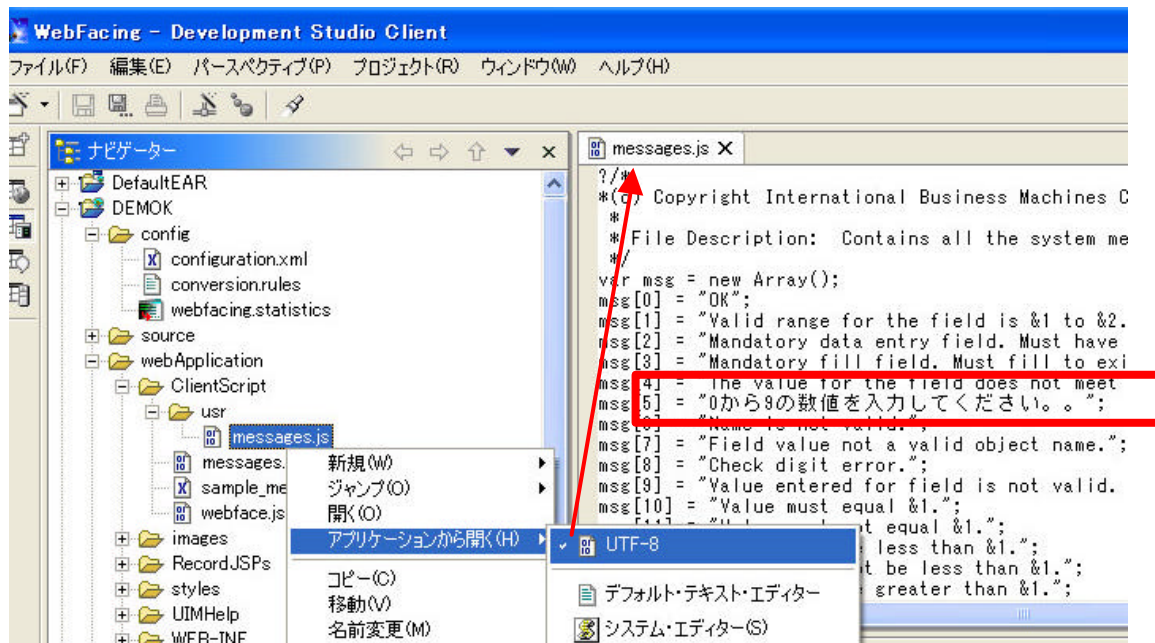 WebFacing - Development Studio Client
ファイル(F) 編集(E) パースペクティブ(P) プロジェクト(R) ウィンドウ(W) ヘルプ(H)
ナビゲーター
DefaultEAR
DEMOK
config
configuration.xml
conversion.rules
webfacing.statistics
source
webApplication
ClientScript
usr
messages.js
messages.
sample_me
webface.js
images
RecordJSPs
styles
UIMHelp
WEB-INF
新規(W)
ジャンプ(O)
開く(O)
アプリケーションから開く(H)
コピー(C)
移動(V)
名前変更(M)
UTF-8
デフォルト・テキスト・エディター
システム・エディター(S)
messages.js
?/*
*(c) Copyright International Business Machines C
*
* File Description: Contains all the system me
*/
var msg = new Array();
msg[0] = "OK";
msg[1] = "Valid range for the field is &1 to &2.
msg[2] = "Mandatory data entry field. Must have
msg[3] = "Mandatory fill field. Must fill to exi
msg[4] = "The value for the field does not meet
msg[5] = "0から9の数値を入力してください。。";
msg[6] = "Name is not valid.";
msg[7] = "Field value not a valid object name.";
msg[8] = "Check digit error.";
msg[9] = "Value entered for field is not valid.
msg[10] = "Value must equal &1.";
equal &1.";
less than &1.";
be less than &1.";
greater than &1.";